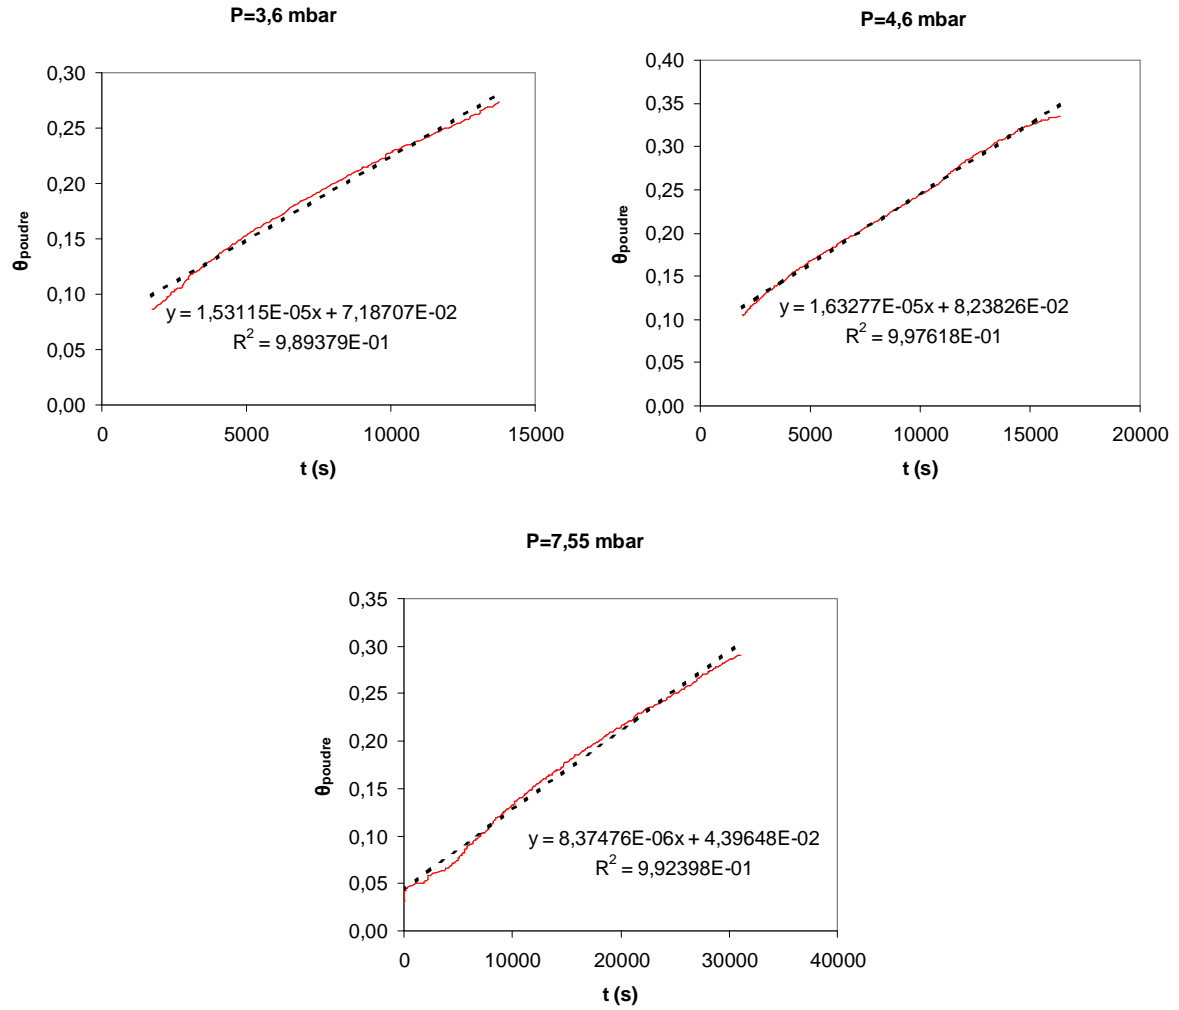 P=3,6 mbar
0,30
0,25
0,20
0,15
0,10
0,05
0,00
θpoudre
y = 1,53115E-05x + 7,18707E-02
R² = 9,89379E-01
0 5000 10000 15000
t (s)
P=4,6 mbar
0,40
0,35
0,30
0,25
0,20
0,15
0,10
0,05
0,00
θpoudre
y = 1,63277E-05x + 8,23826E-02
R² = 9,97618E-01
0 5000 10000 15000 20000
t (s)
P=7,55 mbar
0,35
0,30
0,25
0,20
0,15
0,10
0,05
0,00
θpoudre
y = 8,37476E-06x + 4,39648E-02
R² = 9,92398E-01
0 10000 20000 30000 40000
t (s)